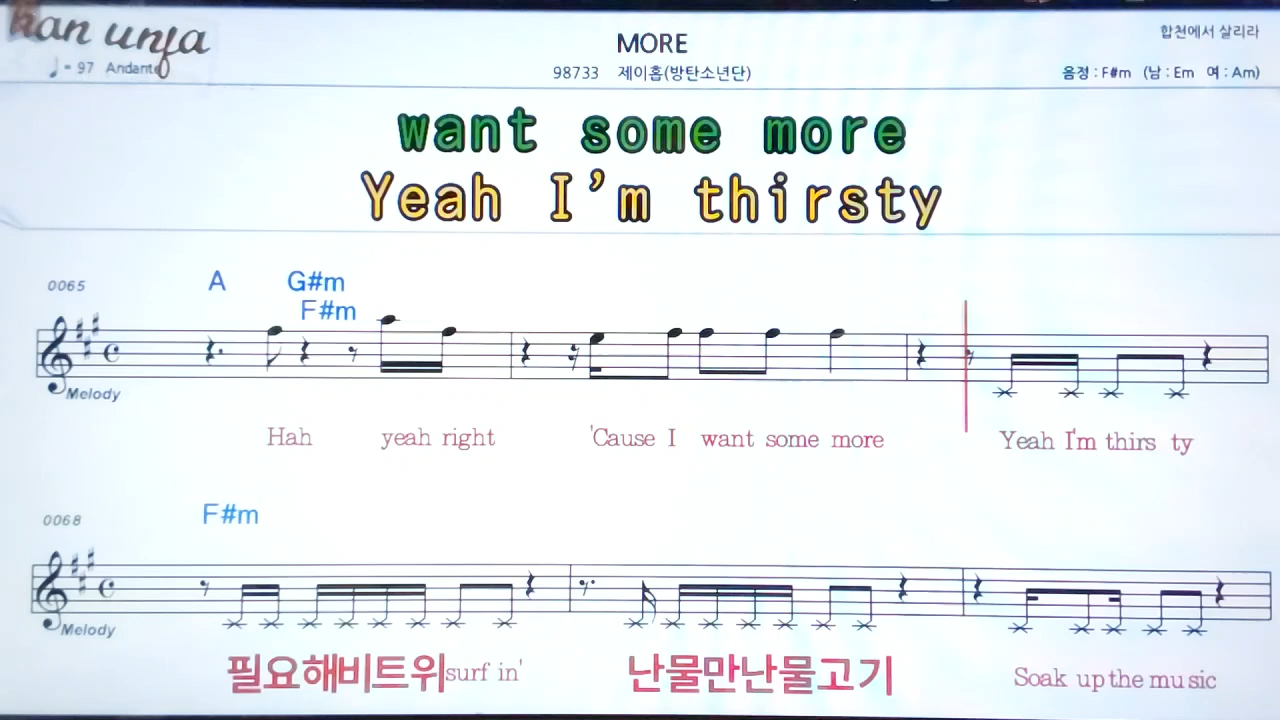 kan unja
MORE
합천에서 살리라
♩= 97 Andante
98733 제이홉(방탄소년단)
음정 : F#m (남 : Em 여 : Am)
want some more
Yeah I'm thirsty
0065 A G#m
F#m
Melody
Hah yeah right 'Cause I want some more Yeah I'm thirs ty
0068 F#m
Melody
필요해비트위surf in' 난물만난물고기 Soak up the mu sic